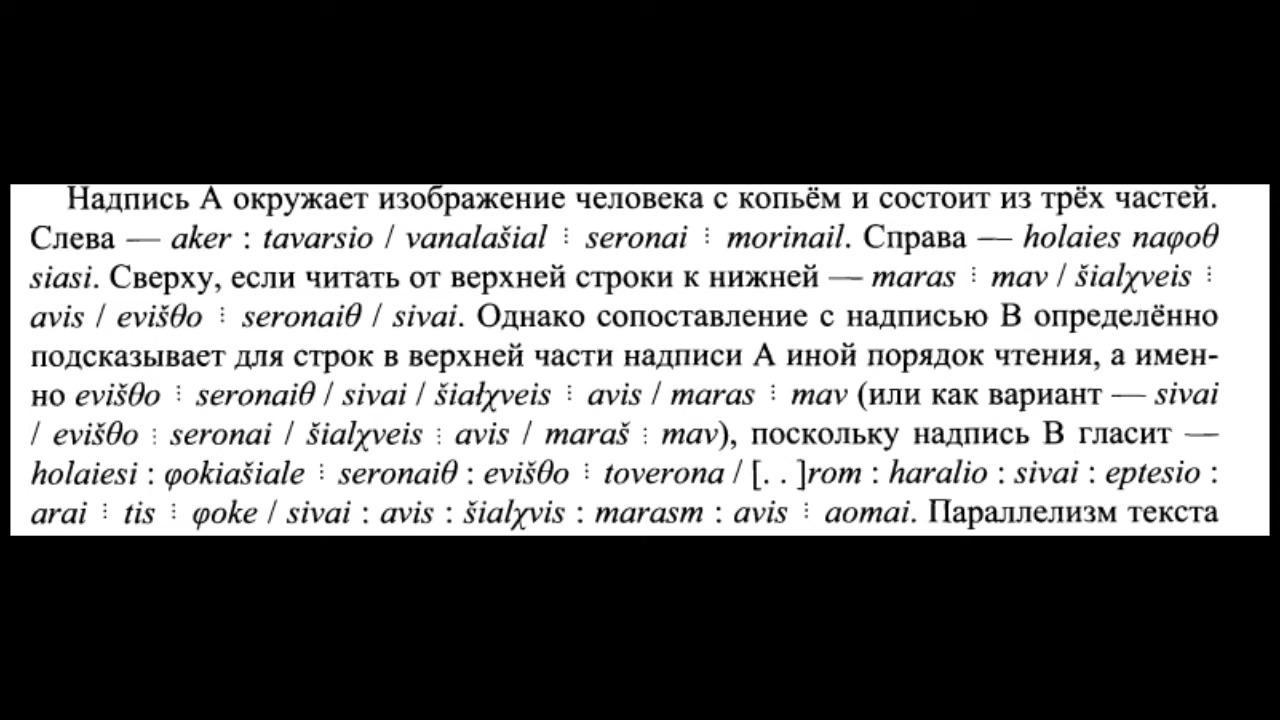 Надпись А окружает изображение человека с копьём и состоит из трёх частей.
Слева — aker : tavarsio / vanalašial ⁝ seronai ⁝ morinail. Справа — holaies naφoθ
siasi. Сверху, если читать от верхней строки к нижней — maras ⁝ mav / šialχveis ⁝
avis / evišθo ⁝ seronaiθ / sivai. Однако сопоставление с надписью В определённо
подсказывает для строк в верхней части надписи А иной порядок чтения, а имен-
но evišθo ⁝ seronaiθ / sivai / šiałχveis ⁝ avis / maras ⁝ mav (или как вариант — sivai
/ evišθo ⁝ seronai / šialχveis ⁝ avis / maraš ⁝ mav), поскольку надпись В гласит —
holaiesi : φokiašiale ⁝ seronaiθ : evišθo ⁝ toverona / [. . ]rom : haralio : sivai : eptesio :
arai ⁝ tis ⁝ φoke / sivai : avis : šialχvis : marasm : avis ⁝ aomai. Параллелизм текста